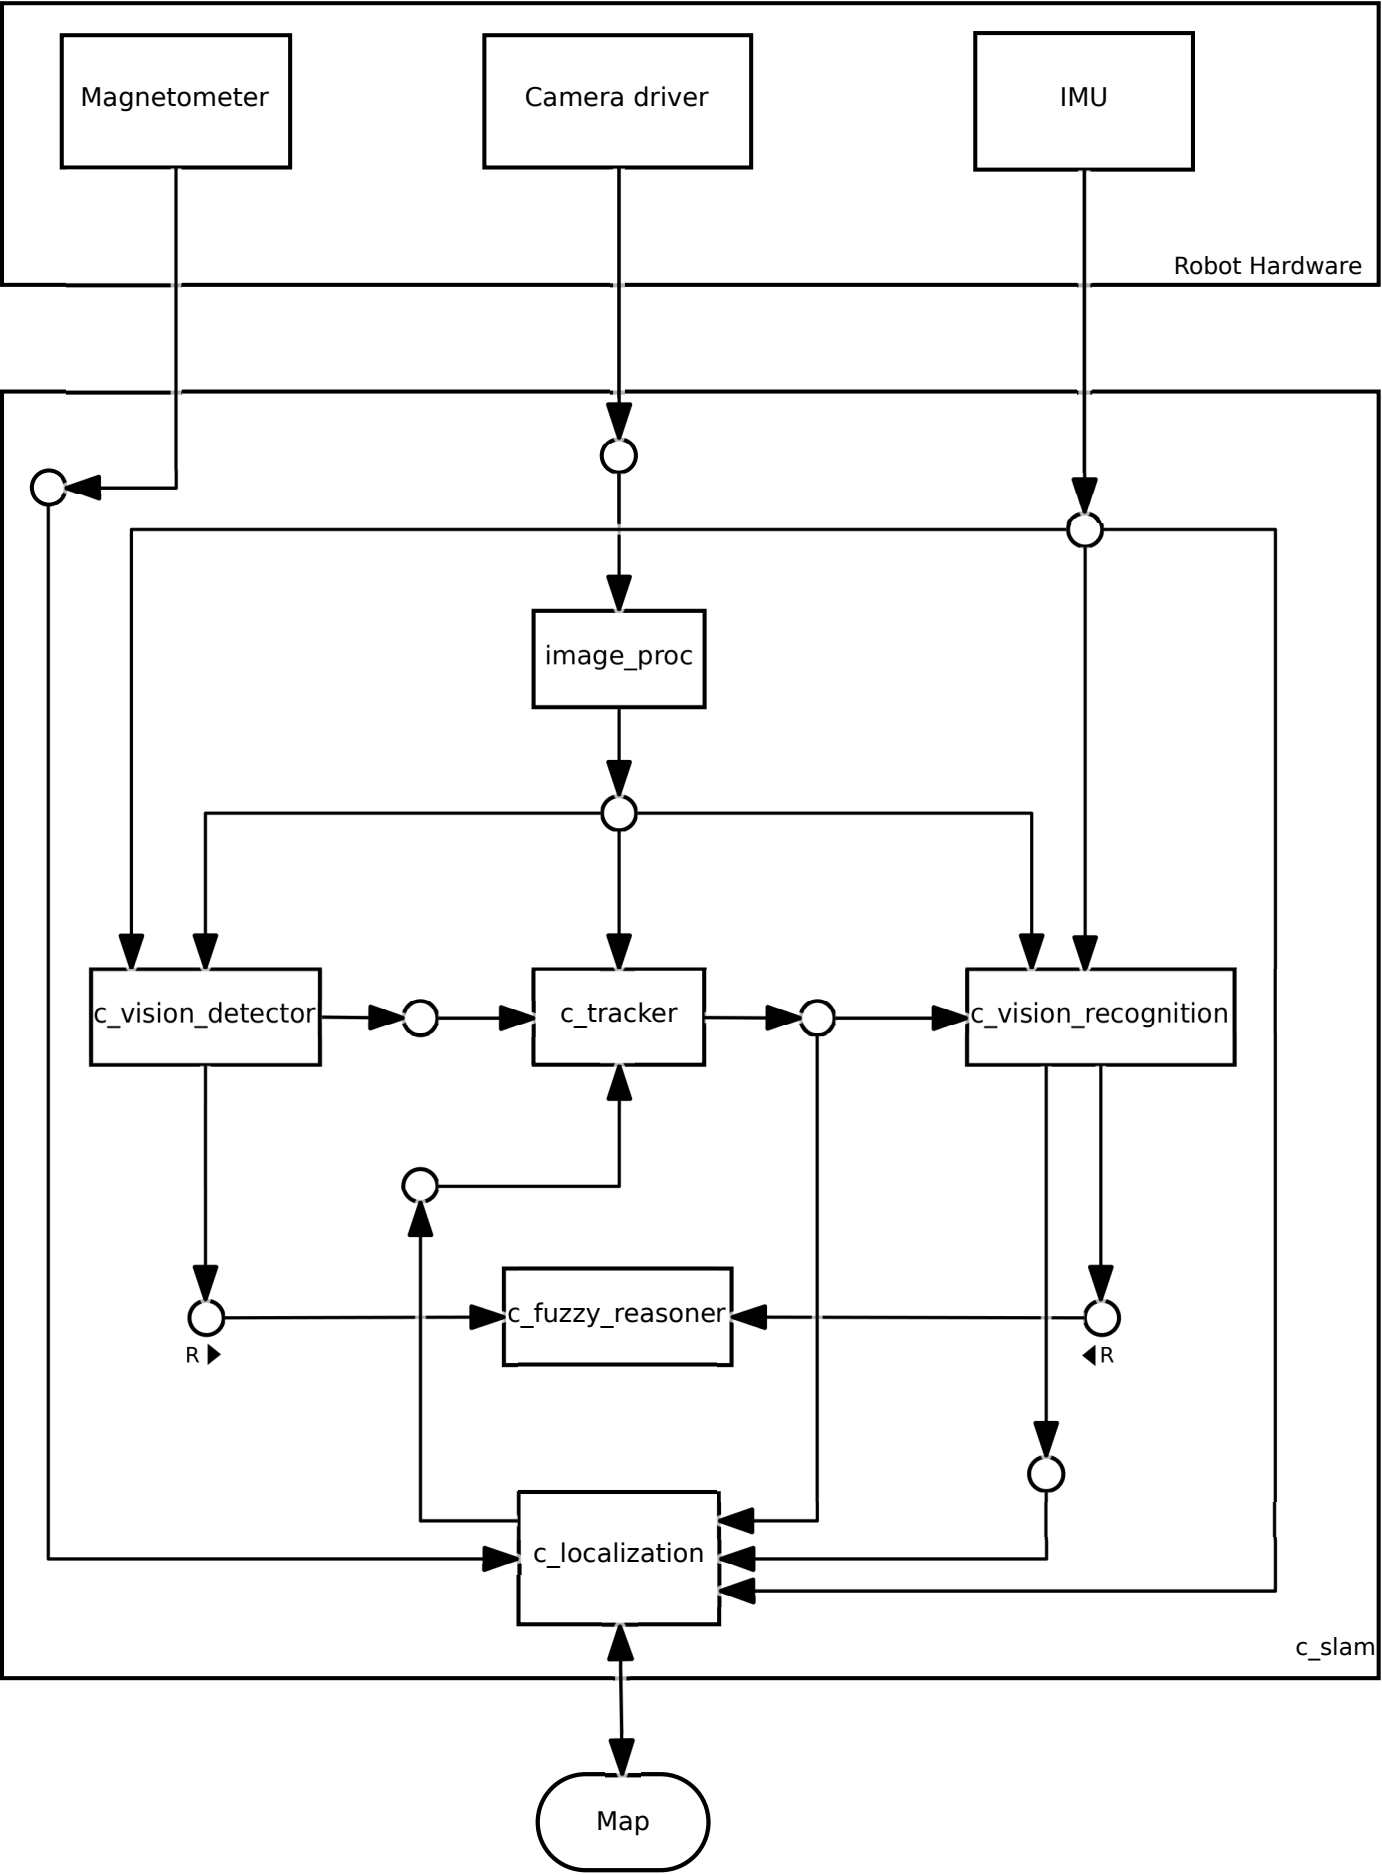 Magnetometer
Camera driver
IMU
Robot Hardware
image_proc
c_vision_detector
c_tracker
c_vision_recognition
c_fuzzy_reasoner
R
R
c_localization
c_slam
Map